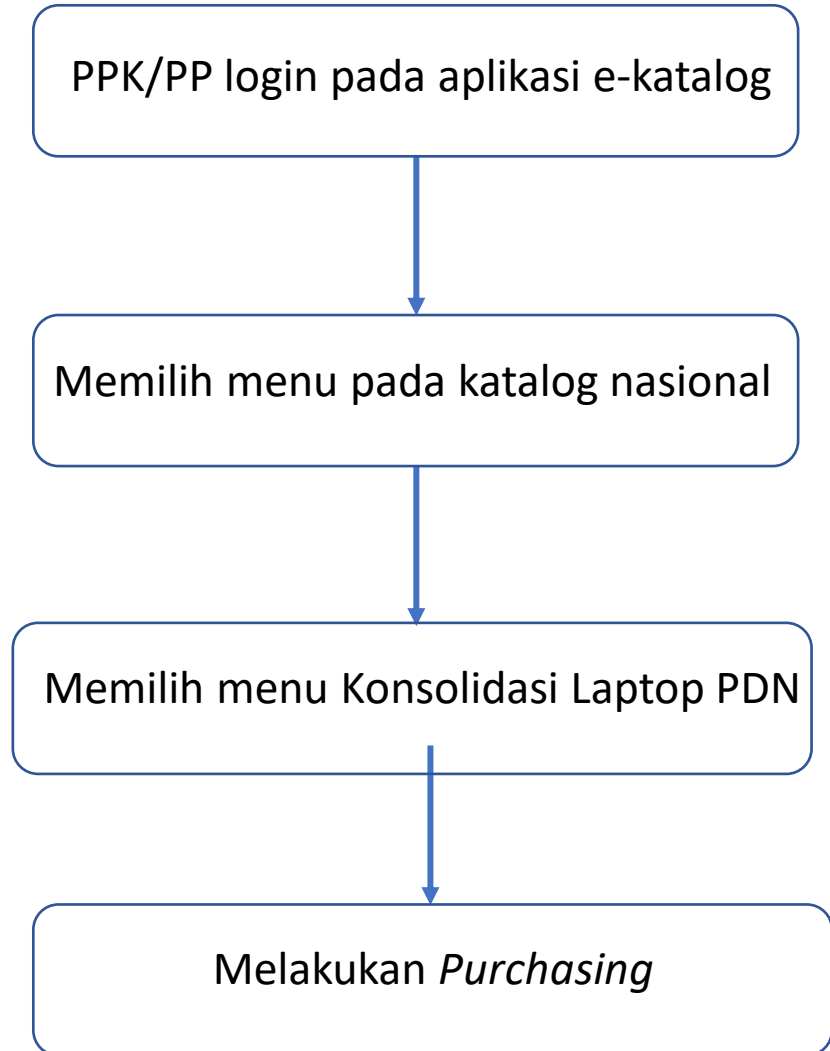 PPK/PP login pada aplikasi e-katalog
Memilih menu pada katalog nasional
Memilih menu Konsolidasi Laptop PDN
Melakukan Purchasing